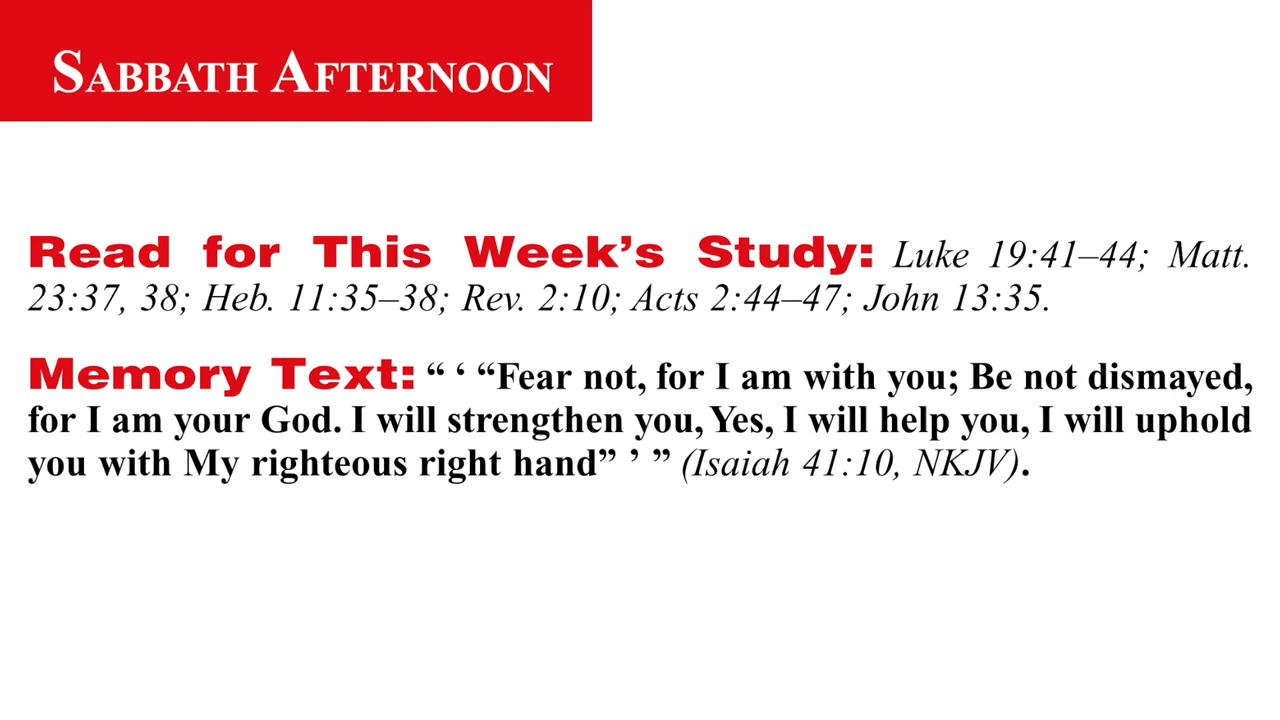 SABBATH AFTERNOON
Read for This Week’s Study: Luke 19:41–44; Matt.
23:37, 38; Heb. 11:35–38; Rev. 2:10; Acts 2:44–47; John 13:35.
Memory Text: “ ‘ “Fear not, for I am with you; Be not dismayed,
for I am your God. I will strengthen you, Yes, I will help you, I will uphold
you with My righteous right hand” ’ ” (Isaiah 41:10, NKJV).